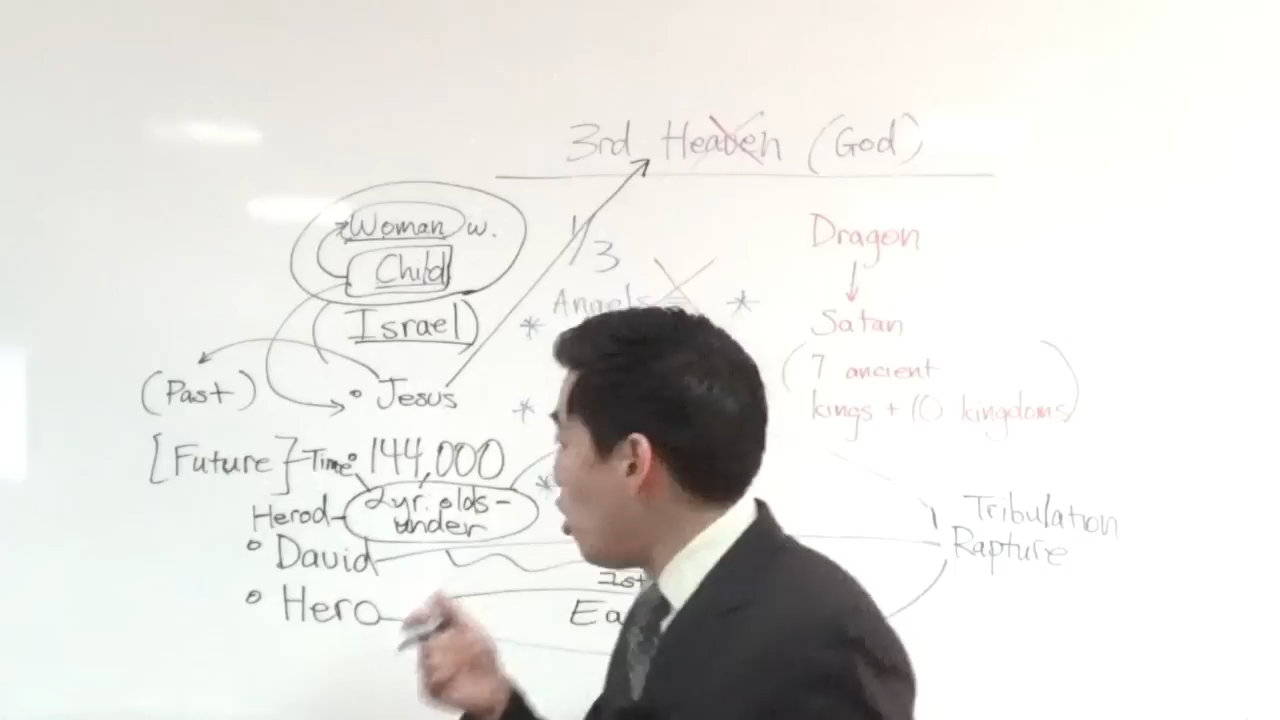 3rd Heaven (God)
Woman w.
Child
(Israel)
1/3
Angels
Dragon
Satan
(7 ancient
kings + 10 kingdoms)
(Past)
• Jesus
[Future]
Time: 144,000
Herod
2yr. olds -
under
• David
• Hero
1st
Tribulation
Rapture